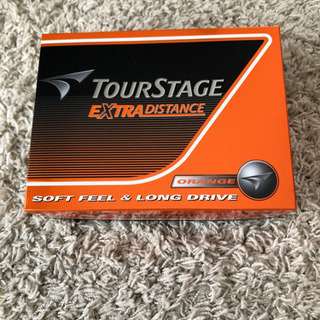 TOURSTAGE
EXTRADISTANCE
ORANGE
SOFT FEEL & LONG DRIVE